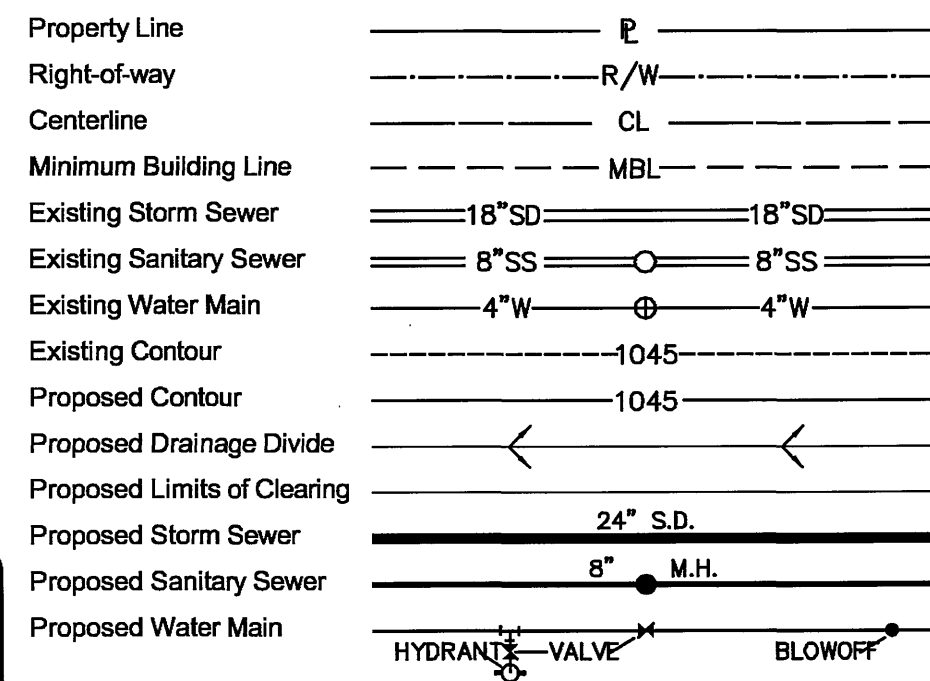 Property Line ℙL
Right-of-way R/W
Centerline CL
Minimum Building Line MBL
Existing Storm Sewer 18"SD 18"SD
Existing Sanitary Sewer 8"SS 8"SS
Existing Water Main 4"W 4"W
Existing Contour 1045
Proposed Contour 1045
Proposed Drainage Divide
Proposed Limits of Clearing
Proposed Storm Sewer 24" S.D.
Proposed Sanitary Sewer 8" M.H.
Proposed Water Main
HYDRANT VALVE BLOWOFF